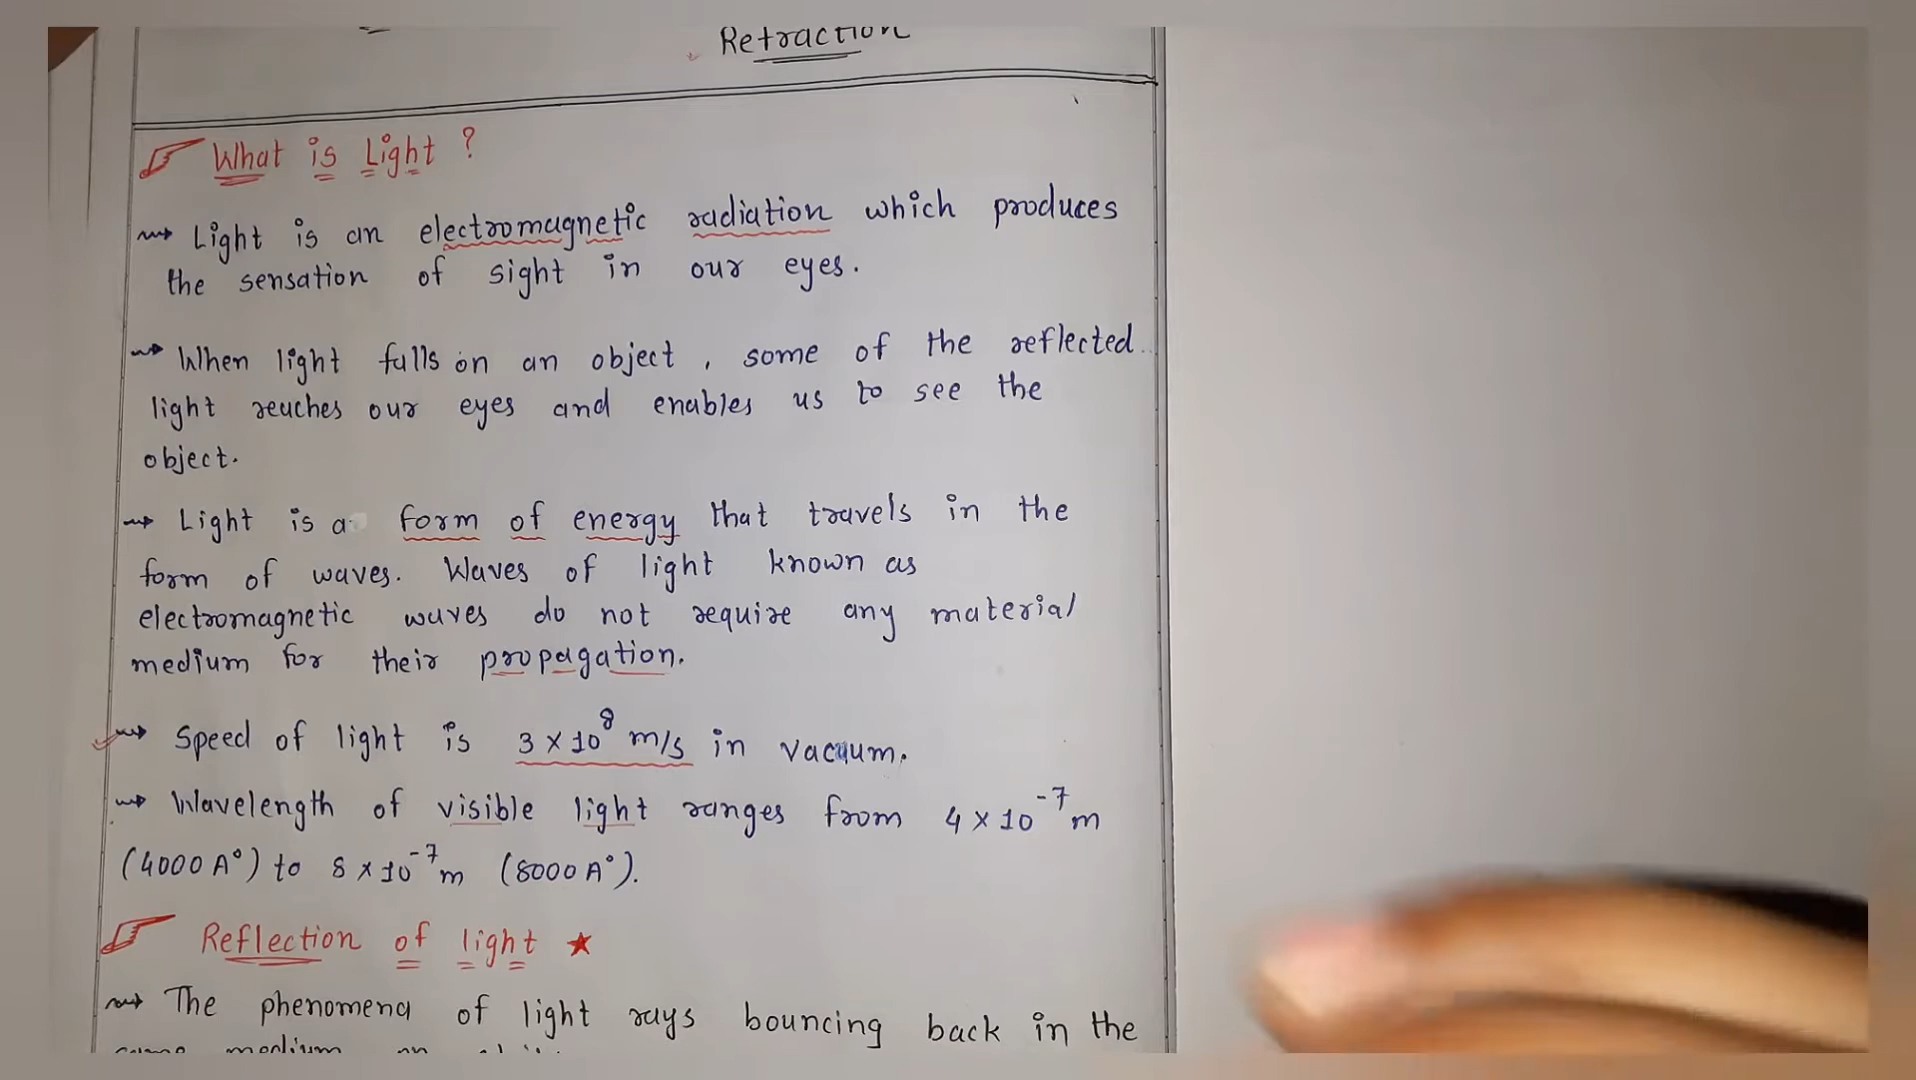 Refraction
What is Light ?
Light is an electromagnetic radiation which produces
the sensation of sight in our eyes.
When light falls on an object, some of the reflected
light reaches our eyes and enables us to see the
object.
Light is a form of energy that travels in the
form of waves. Waves of light known as
electromagnetic waves do not require any material
medium for their propagation.
Speed of light is 3 × 10⁸ m/s in vacuum.
Wavelength of visible light ranges from 4 × 10⁻⁷ m
(4000 A°) to 8 × 10⁻⁷ m (8000 A°).
Reflection of light ★
The phenomena of light rays bouncing back in the
medium